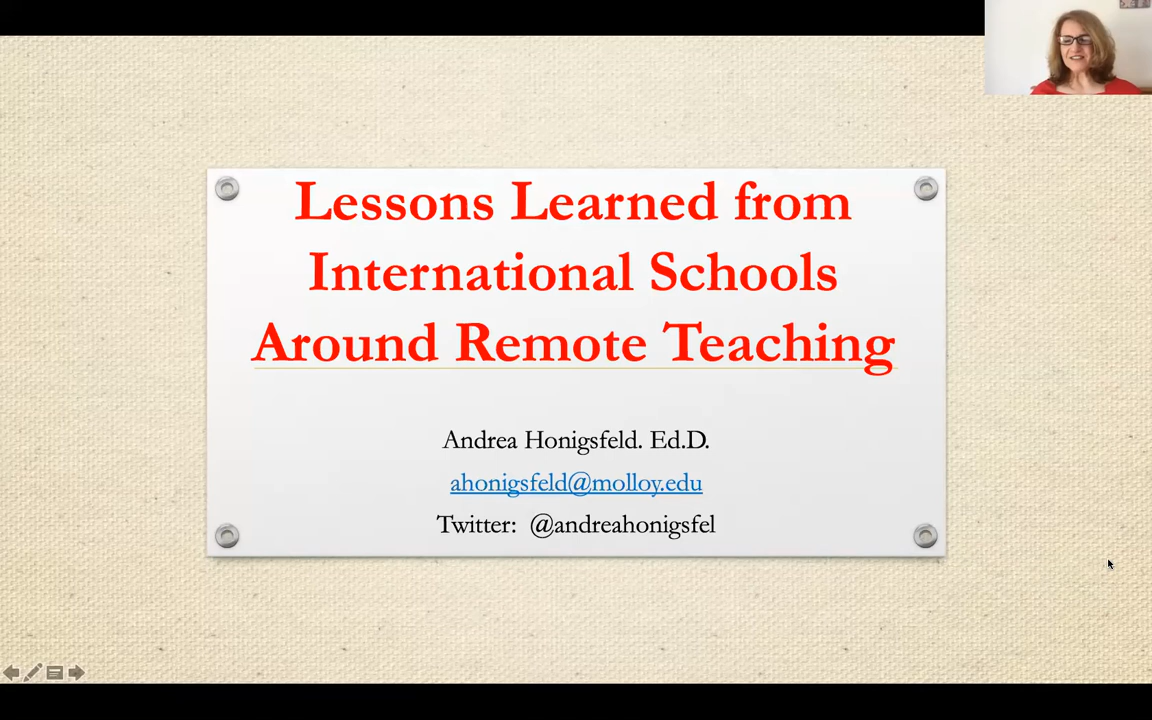 Lessons Learned from
International Schools
Around Remote Teaching
Andrea Honigsfeld. Ed.D.
ahonigsfeld@molloy.edu
Twitter: @andreahonigsfel